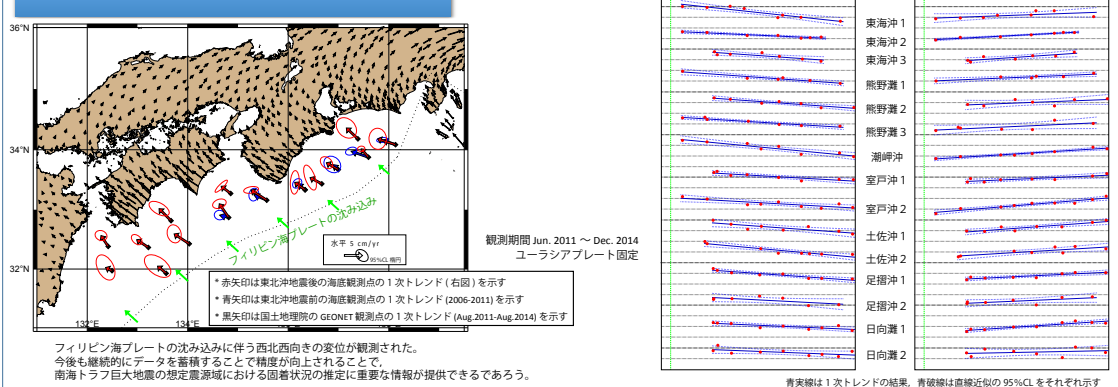 36°N
34°N
32°N
132°E
134°E
136°E
138°E
フィリピン海プレートの沈み込み
水平 5 cm/yr
95%CL 楕円
観測期間 Jun. 2011 ～ Dec. 2014
ユーラシアプレート固定
* 赤矢印は東北沖地震後の海底観測点の 1 次トレンド ( 右図 ) を示す
* 青矢印は東北沖地震前の海底観測点の 1 次トレンド (2006-2011) を示す
* 黒矢印は国土地理院の GEONET 観測点の 1 次トレンド (Aug.2011-Aug.2014) を示す
フィリピン海プレートの沈み込みに伴う西北西向きの変位が観測された。
今後も継続的にデータを蓄積することで精度が向上されることで,
南海トラフ巨大地震の想定震源域における固着状況の推定に重要な情報が提供できるであろう。
東海沖 1
東海沖 2
東海沖 3
熊野灘 1
熊野灘 2
熊野灘 3
潮岬沖
室戸沖 1
室戸沖 2
土佐沖 1
土佐沖 2
足摺沖 1
足摺沖 2
日向灘 1
日向灘 2
青実線は 1 次トレンドの結果, 青破線は直線近似の 95%CL をそれぞれ示す